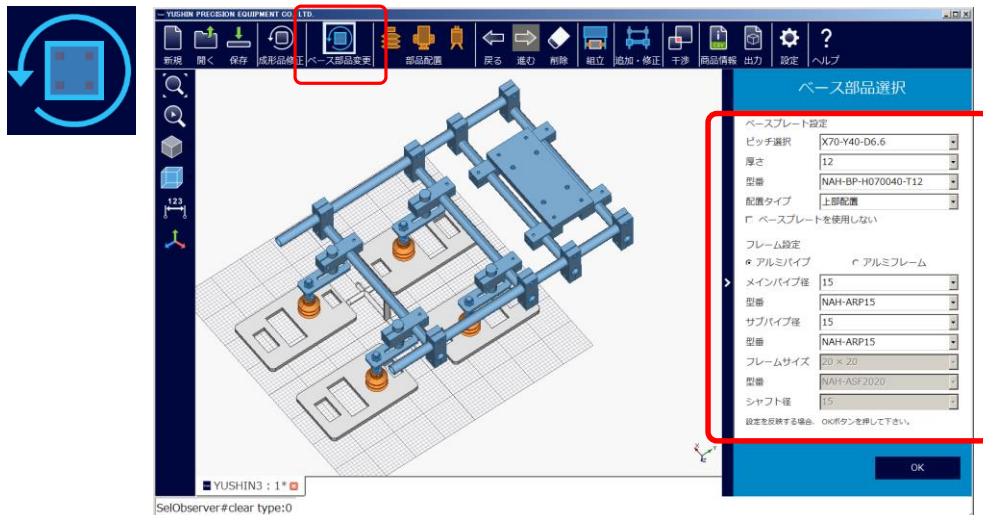 YUSHIN PRECISION EQUIPMENT CO., LTD.
新規 開く 保存 成形品修正 ベース部品変更 部品配置 戻る 進む 削除 組立 追加・修正 干渉 商品情報 出力 設定 ヘルプ
ベース部品選択
ベースプレート設定
ピッチ選択 X70-Y40-D6.6
厚さ 12
型番 NAH-BP-H070040-T12
配置タイプ 上部配置
ベースプレートを使用しない
フレーム設定
アルミパイプ アルミフレーム
メインパイプ径 15
型番 NAH-ARP15
サブパイプ径 15
型番 NAH-ARP15
フレームサイズ 20 × 20
型番 NAH-ASF2020
シャフト径 15
設定を反映する場合、OKボタンを押して下さい。
OK
123
YUSHIN3 : 1*
SelObserver#clear type:0